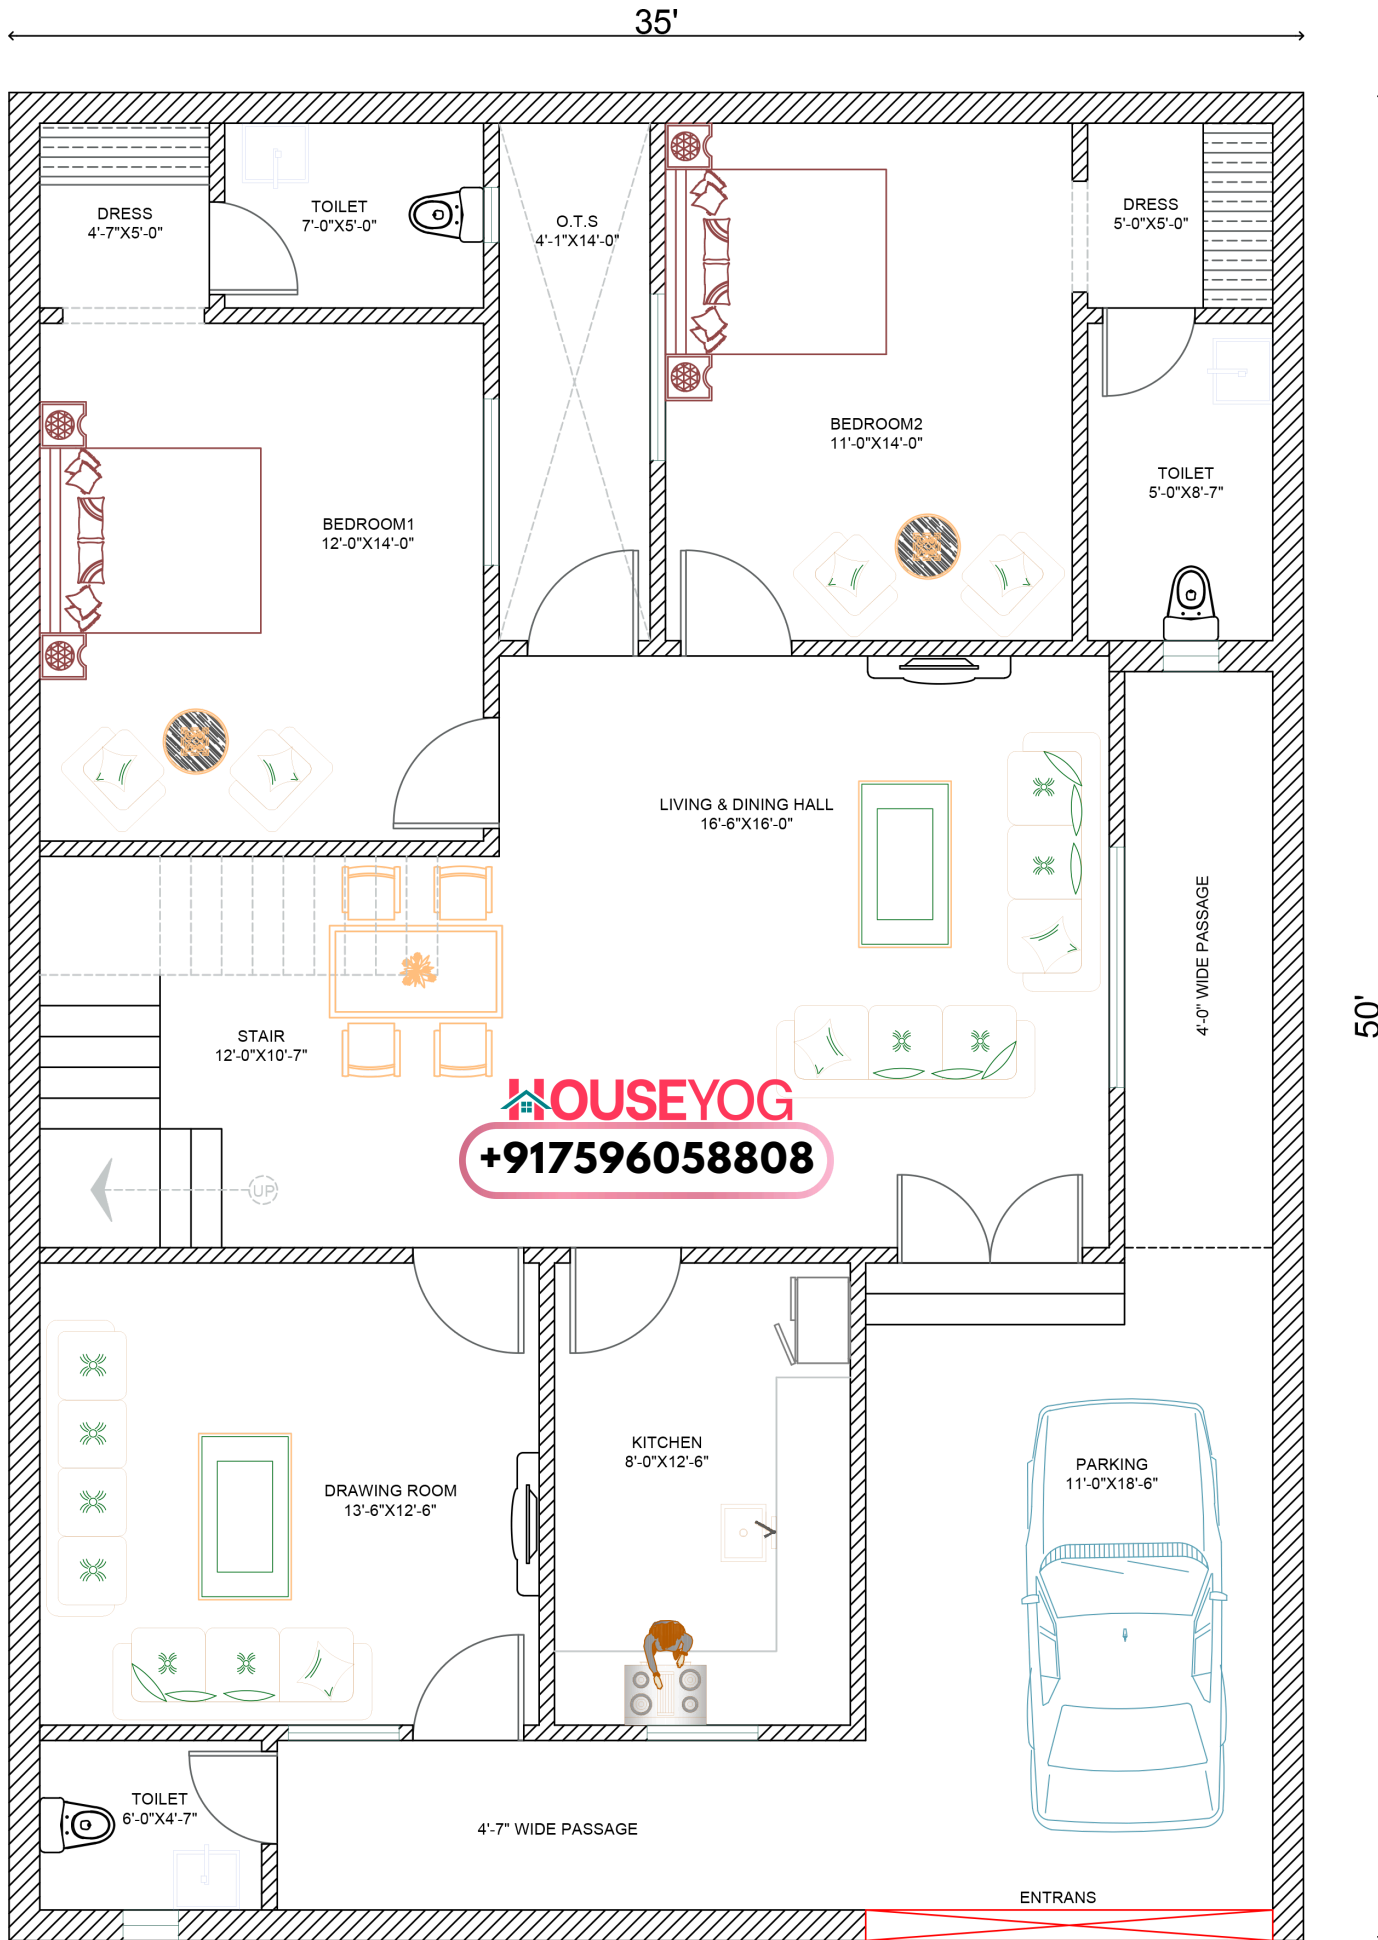 35'
DRESS
4'-7"X5'-0"
TOILET
7'-0"X5'-0"
O.T.S
4'-1"X14'-0"
DRESS
5'-0"X5'-0"
BEDROOM2
11'-0"X14'-0"
TOILET
5'-0"X8'-7"
BEDROOM1
12'-0"X14'-0"
LIVING & DINING HALL
16'-6"X16'-0"
4'-0" WIDE PASSAGE
50'
STAIR
12'-0"X10'-7"
HOUSEYOG
+917596058808
UP
KITCHEN
8'-0"X12'-6"
PARKING
11'-0"X18'-6"
DRAWING ROOM
13'-6"X12'-6"
TOILET
6'-0"X4'-7"
4'-7" WIDE PASSAGE
ENTRANS